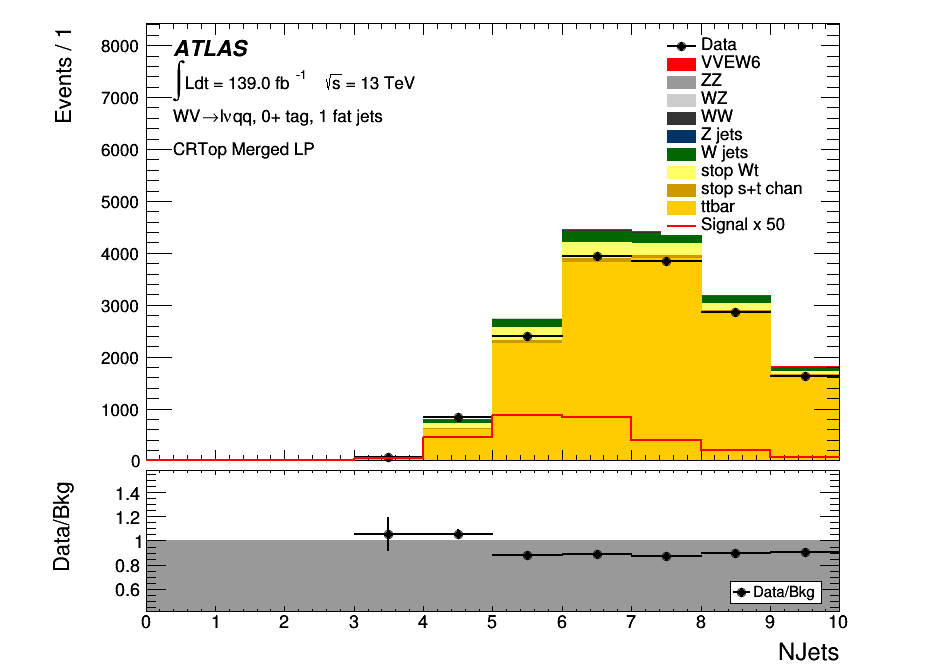 Events / 1
8000
7000
6000
5000
4000
3000
2000
1000
0
ATLAS
∫Ldt = 139.0 fb -1 √s = 13 TeV
WV→lνqq, 0+ tag, 1 fat jets
CRTop Merged LP
Data
VVEW6
ZZ
WZ
WW
Z jets
W jets
stop Wt
stop s+t chan
ttbar
Signal x 50
Data/Bkg
1.4
1.2
1
0.8
0.6
Data/Bkg
0 1 2 3 4 5 6 7 8 9 10
NJets